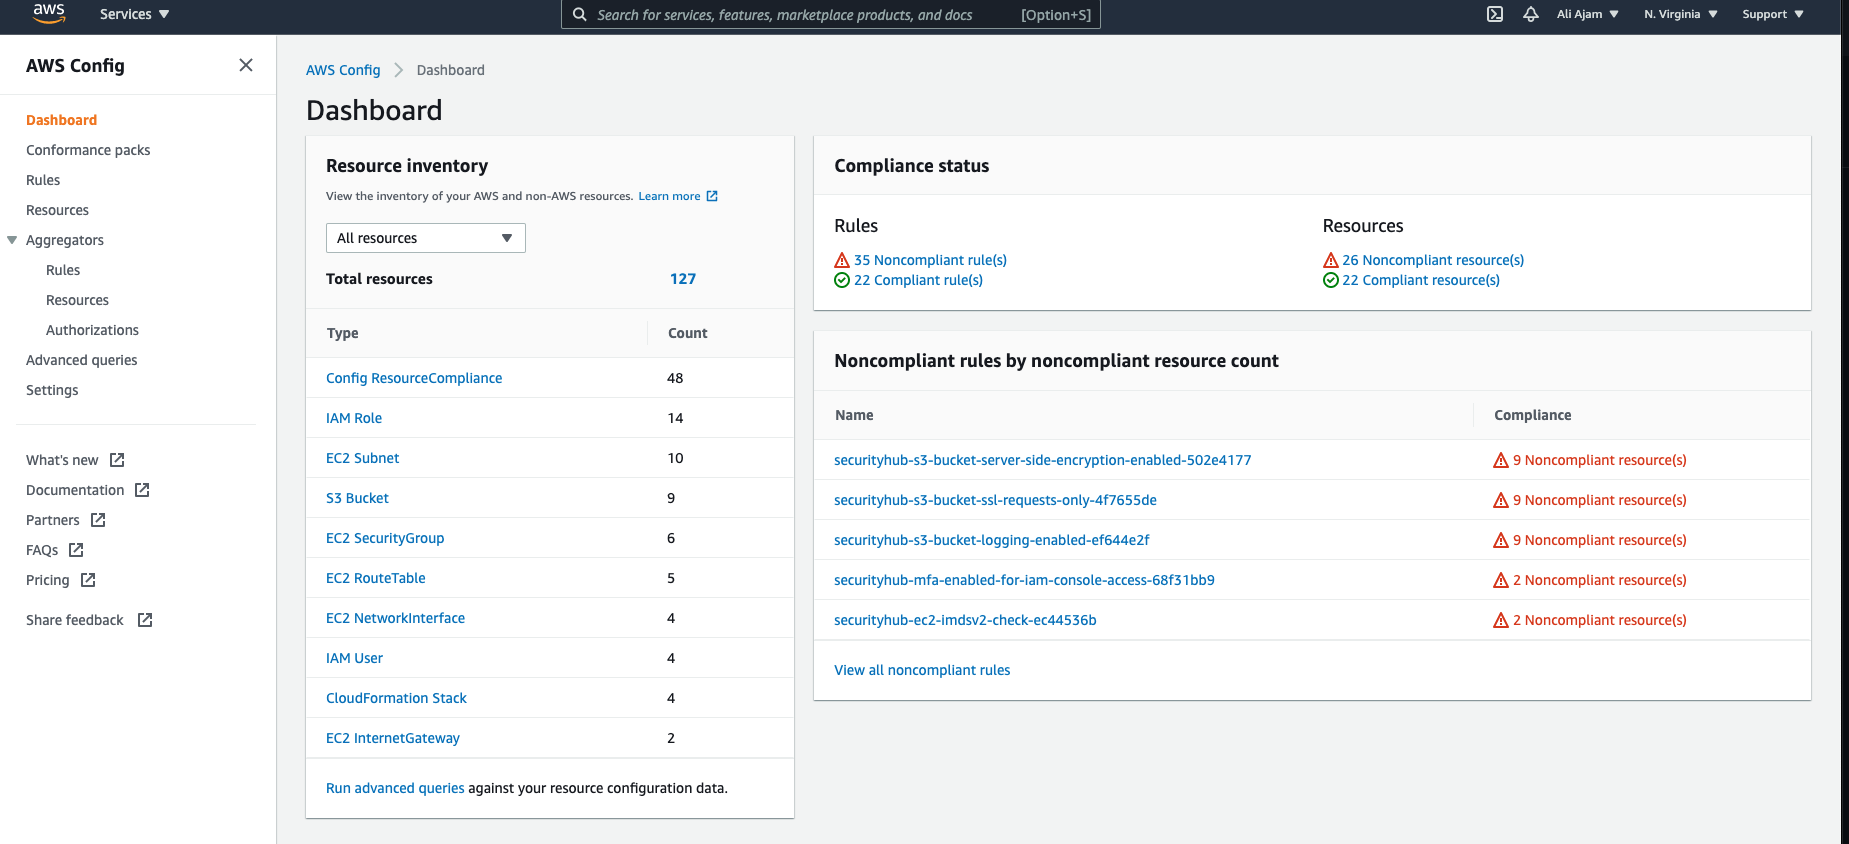 aws
Services
Search for services, features, marketplace products, and docs [Option+S]
Ali Ajam
N. Virginia
Support
AWS Config
Dashboard
Conformance packs
Rules
Resources
Aggregators
Rules
Resources
Authorizations
Advanced queries
Settings
What's new
Documentation
Partners
FAQs
Pricing
Share feedback
AWS Config > Dashboard
Dashboard
Resource inventory
View the inventory of your AWS and non-AWS resources. Learn more
All resources
Total resources 127
Type Count
Config ResourceCompliance 48
IAM Role 14
EC2 Subnet 10
S3 Bucket 9
EC2 SecurityGroup 6
EC2 RouteTable 5
EC2 NetworkInterface 4
IAM User 4
CloudFormation Stack 4
EC2 InternetGateway 2
Run advanced queries against your resource configuration data.
Compliance status
Rules
35 Noncompliant rule(s)
22 Compliant rule(s)
Resources
26 Noncompliant resource(s)
22 Compliant resource(s)
Noncompliant rules by noncompliant resource count
Name Compliance
securityhub-s3-bucket-server-side-encryption-enabled-502e4177 9 Noncompliant resource(s)
securityhub-s3-bucket-ssl-requests-only-4f7655de 9 Noncompliant resource(s)
securityhub-s3-bucket-logging-enabled-ef644e2f 9 Noncompliant resource(s)
securityhub-mfa-enabled-for-iam-console-access-68f31bb9 2 Noncompliant resource(s)
securityhub-ec2-imdsv2-check-ec44536b 2 Noncompliant resource(s)
View all noncompliant rules